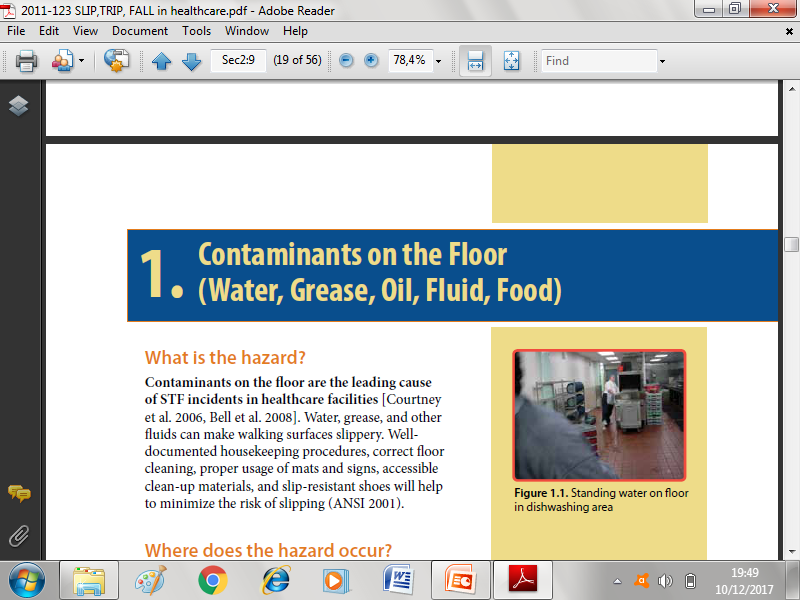 2011-123 SLIP,TRIP, FALL in healthcare.pdf - Adobe Reader
File Edit View Document Tools Window Help
Sec2:9 (19 of 56) 78,4% Find
1. Contaminants on the Floor
(Water, Grease, Oil, Fluid, Food)
What is the hazard?
Contaminants on the floor are the leading cause
of STF incidents in healthcare facilities [Courtney
et al. 2006, Bell et al. 2008]. Water, grease, and other
fluids can make walking surfaces slippery. Well-
documented housekeeping procedures, correct floor
cleaning, proper usage of mats and signs, accessible
clean-up materials, and slip-resistant shoes will help
to minimize the risk of slipping (ANSI 2001).
Figure 1.1. Standing water on floor
in dishwashing area
Where does the hazard occur?
19:49
10/12/2017